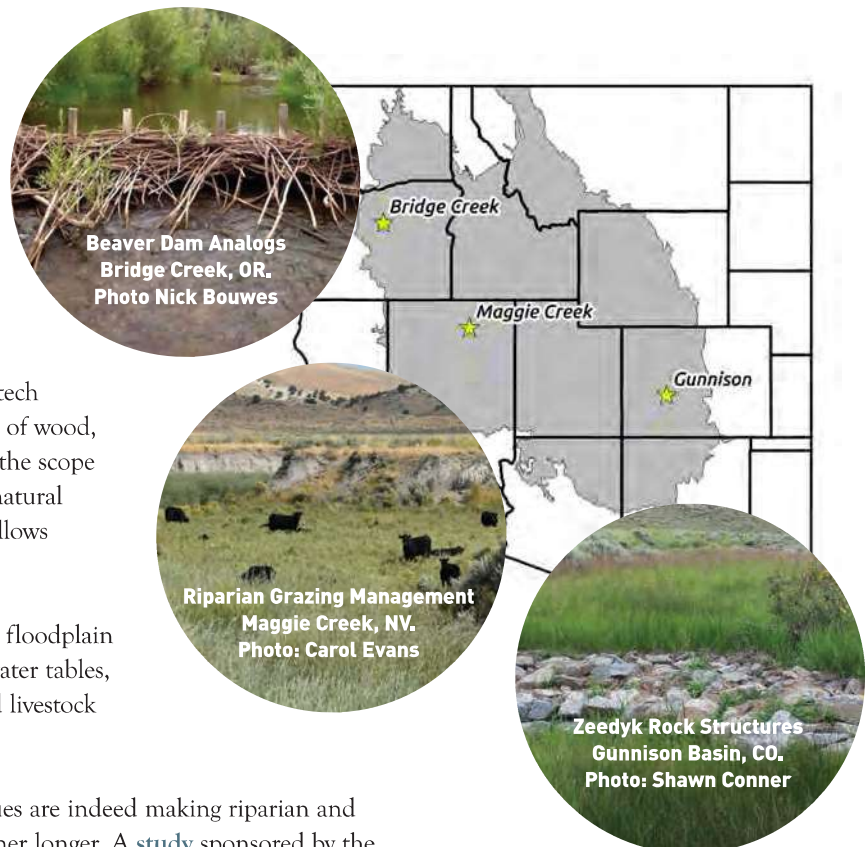 Beaver Dam Analogs
Bridge Creek, OR.
Photo Nick Bouwes
Bridge Creek
Maggie Creek
Gunnison
tech
of wood,
the scope
natural
llows
floodplain
ater tables,
l livestock
ues are indeed making riparian and
ner longer. A study sponsored by the
Riparian Grazing Management
Maggie Creek, NV.
Photo: Carol Evans
Zeedyk Rock Structures
Gunnison Basin, CO.
Photo: Shawn Conner